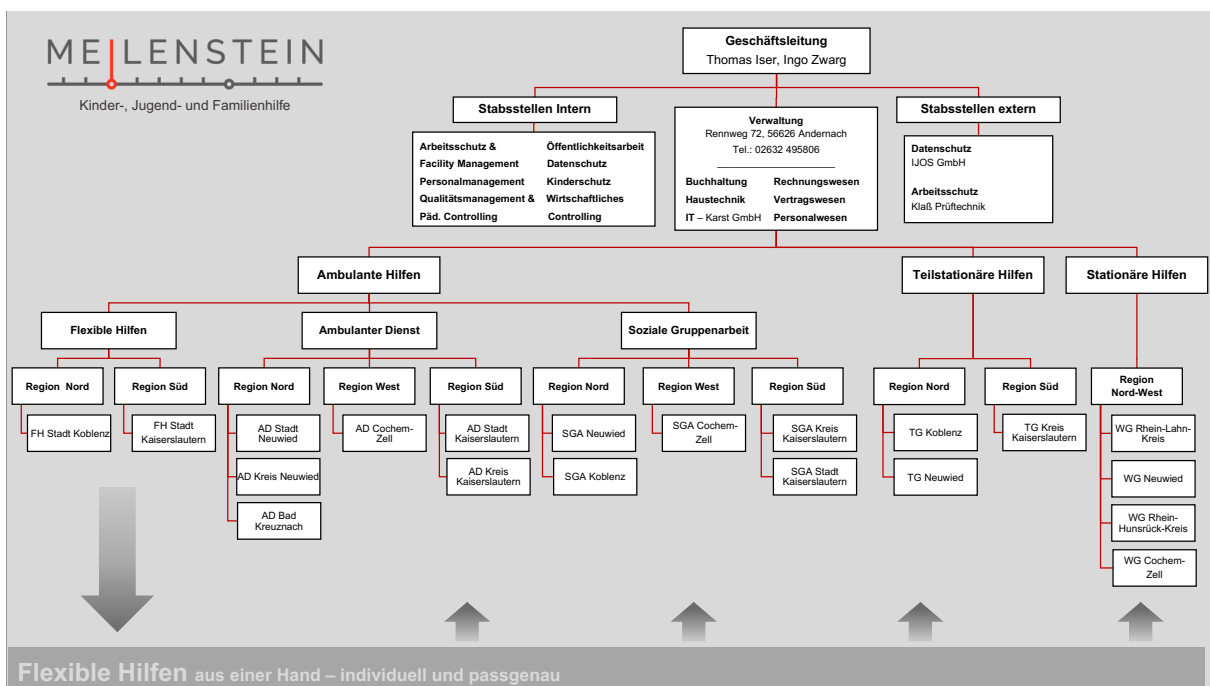 MEILENSTEIN
Kinder-, Jugend- und Familienhilfe
Geschäftsleitung
Thomas Iser, Ingo Zwarg
Stabsstellen Intern
Arbeitsschutz & Öffentlichkeitsarbeit
Facility Management Datenschutz
Personalmanagement Kinderschutz
Qualitätsmanagement & Wirtschaftliches
Päd. Controlling Controlling
Verwaltung
Rennweg 72, 56626 Andernach
Tel.: 02632 495806
Buchhaltung Rechnungswesen
Haustechnik Vertragswesen
IT – Karst GmbH Personalwesen
Stabsstellen extern
Datenschutz
IJOS GmbH
Arbeitsschutz
Klaß Prüftechnik
Ambulante Hilfen
Teilstationäre Hilfen
Stationäre Hilfen
Flexible Hilfen
Ambulanter Dienst
Soziale Gruppenarbeit
Region Nord
Region Süd
Region Nord
Region West
Region Süd
Region Nord
Region West
Region Süd
Region Nord
Region Süd
Region
Nord-West
FH Stadt Koblenz
FH Stadt
Kaiserslautern
AD Stadt
Neuwied
AD Kreis Neuwied
AD Bad
Kreuznach
AD Cochem-
Zell
AD Stadt
Kaiserslautern
AD Kreis
Kaiserslautern
SGA Neuwied
SGA Koblenz
SGA Cochem-
Zell
SGA Kreis
Kaiserslautern
SGA Stadt
Kaiserslautern
TG Koblenz
TG Neuwied
TG Kreis
Kaiserslautern
WG Rhein-Lahn-
Kreis
WG Neuwied
WG Rhein-
Hunsrück-Kreis
WG Cochem-
Zell
Flexible Hilfen aus einer Hand – individuell und passgenau